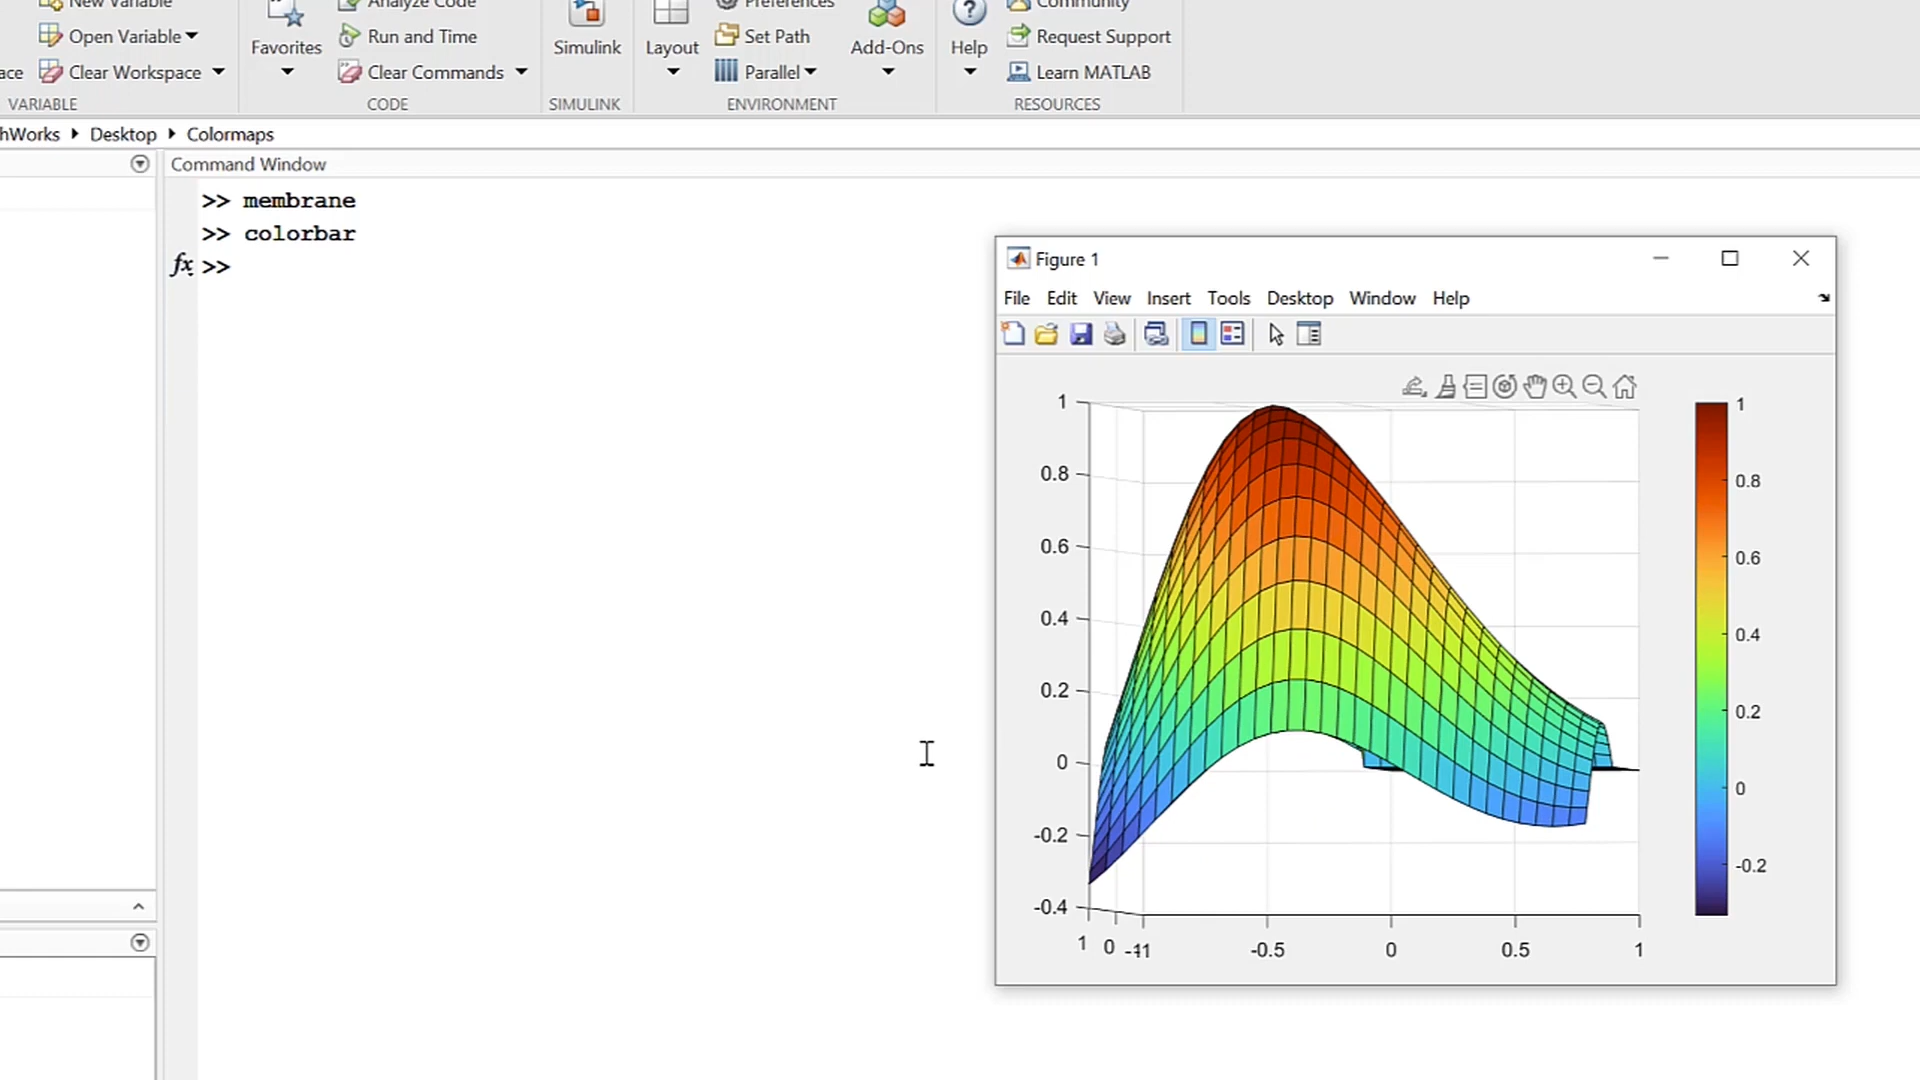 New Variable
Analyze Code
Preferences
Community
Open Variable
Favorites
Run and Time
Simulink
Layout
Set Path
Add-Ons
Help
Request Support
ace
Clear Workspace
Clear Commands
Parallel
Learn MATLAB
VARIABLE
CODE
SIMULINK
ENVIRONMENT
RESOURCES
hWorks Desktop Colormaps
Command Window
>> membrane
>> colorbar
fx >>
Figure 1
File Edit View Insert Tools Desktop Window Help
1
0.8
0.6
0.4
0.2
0
-0.2
-0.4
1 0 -1
-0.5 0 0.5 1
1
0.8
0.6
0.4
0.2
0
-0.2